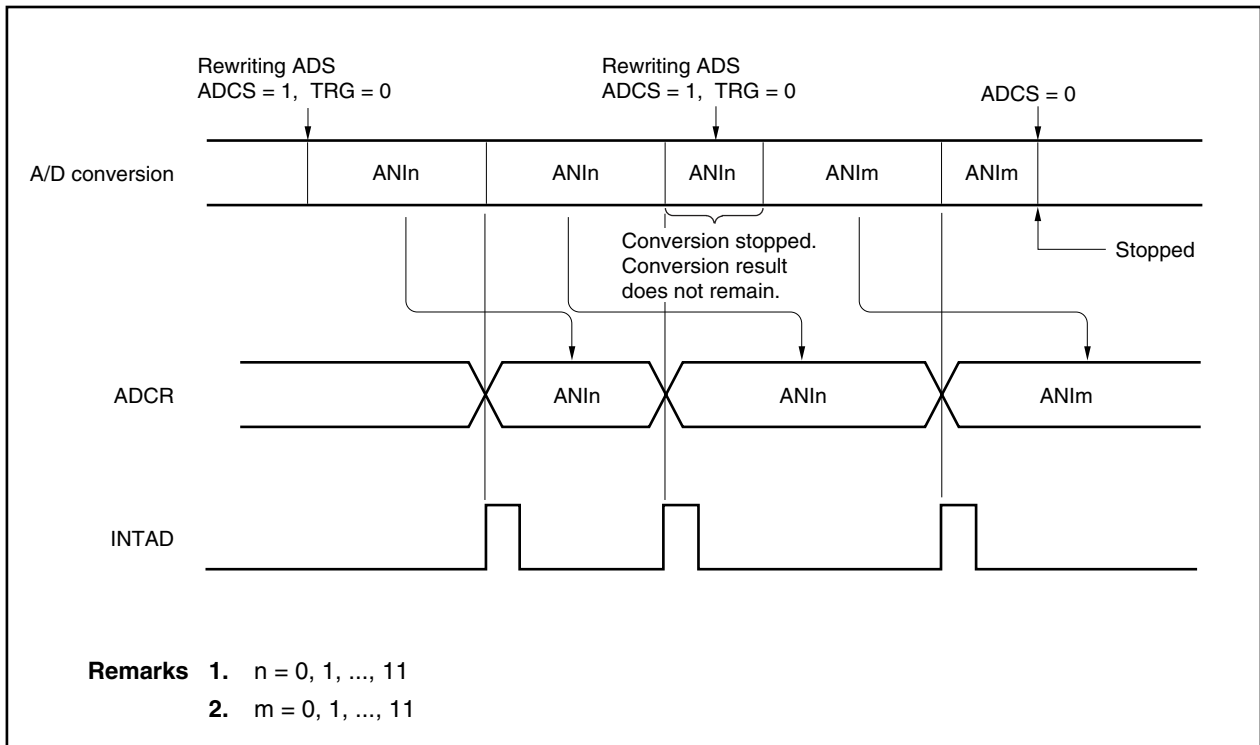 Rewriting ADS
ADCS = 1, TRG = 0
Rewriting ADS
ADCS = 1, TRG = 0
ADCS = 0
A/D conversion
ANIn
ANIn
ANIn
ANIm
ANIm
Conversion stopped.
Conversion result
does not remain.
Stopped
ADCR
ANIn
ANIn
ANIm
INTAD
Remarks 1. n = 0, 1, ..., 11
2. m = 0, 1, ..., 11